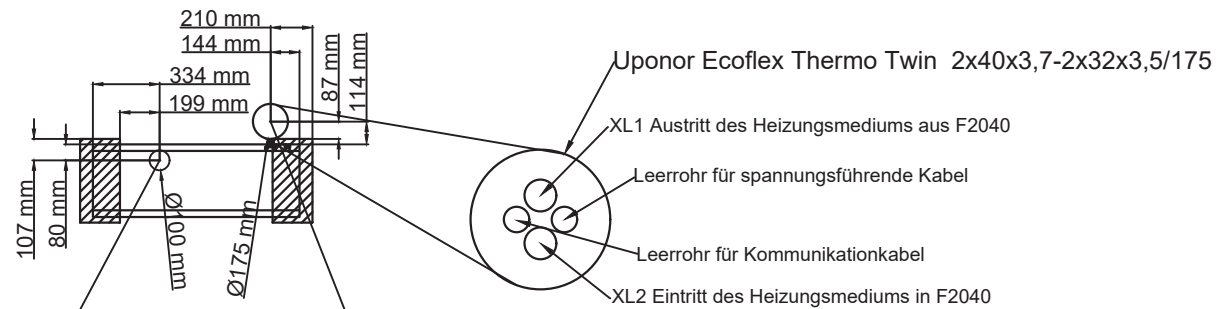 210 mm
144 mm
334 mm
199 mm
87 mm
114 mm
107 mm
80 mm
Ø100 mm
Ø175 mm
Uponor Ecoflex Thermo Twin 2x40x3,7-2x32x3,5/175
XL1 Austritt des Heizungsmediums aus F2040
Leerrohr für spannungsführende Kabel
Leerrohr für Kommunikationkabel
XL2 Eintritt des Heizungsmediums in F2040